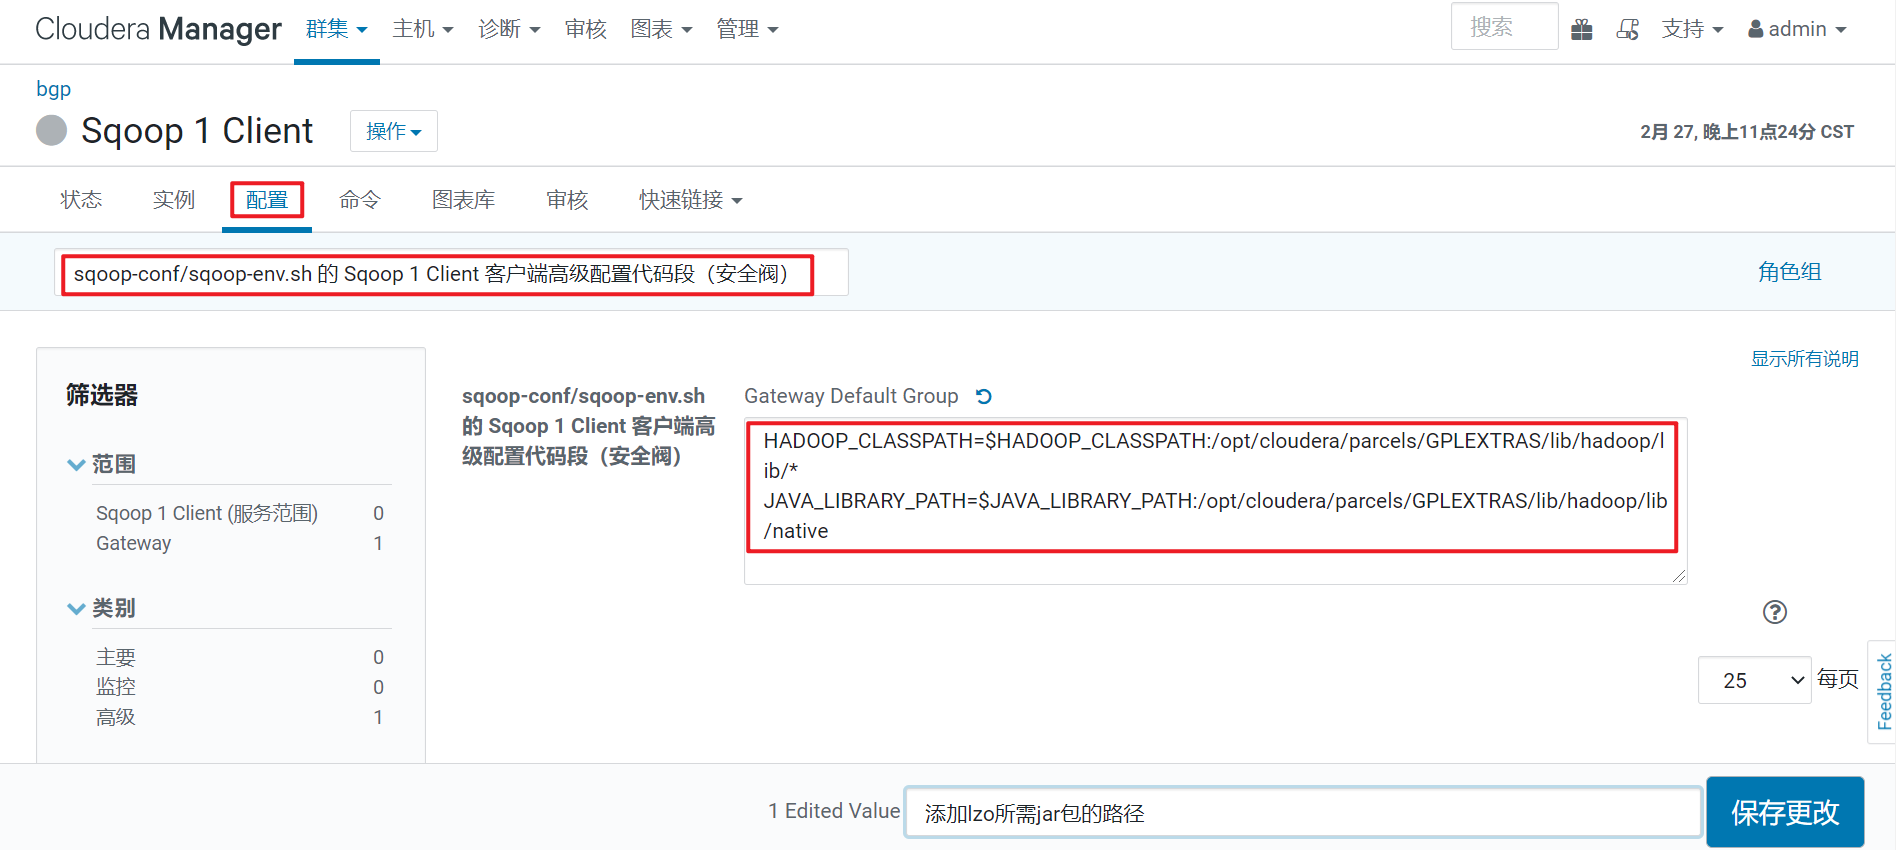 Cloudera Manager 群集 主机 诊断 审核 图表 管理 搜索 支持 admin
bgp
Sqoop 1 Client 操作 2月 27, 晚上11点24分 CST
状态 实例 配置 命令 图表库 审核 快速链接
sqoop-conf/sqoop-env.sh 的 Sqoop 1 Client 客户端高级配置代码段（安全阀） 角色组
显示所有说明
筛选器
范围
Sqoop 1 Client (服务范围) 0
Gateway 1
类别
主要 0
监控 0
高级 1
sqoop-conf/sqoop-env.sh
的 Sqoop 1 Client 客户端高
级配置代码段（安全阀）
Gateway Default Group
HADOOP_CLASSPATH=$HADOOP_CLASSPATH:/opt/cloudera/parcels/GPLEXTRAS/lib/hadoop/l
ib/*
JAVA_LIBRARY_PATH=$JAVA_LIBRARY_PATH:/opt/cloudera/parcels/GPLEXTRAS/lib/hadoop/lib
/native
?
25 每页
Feedback
1 Edited Value 添加lzo所需jar包的路径 保存更改